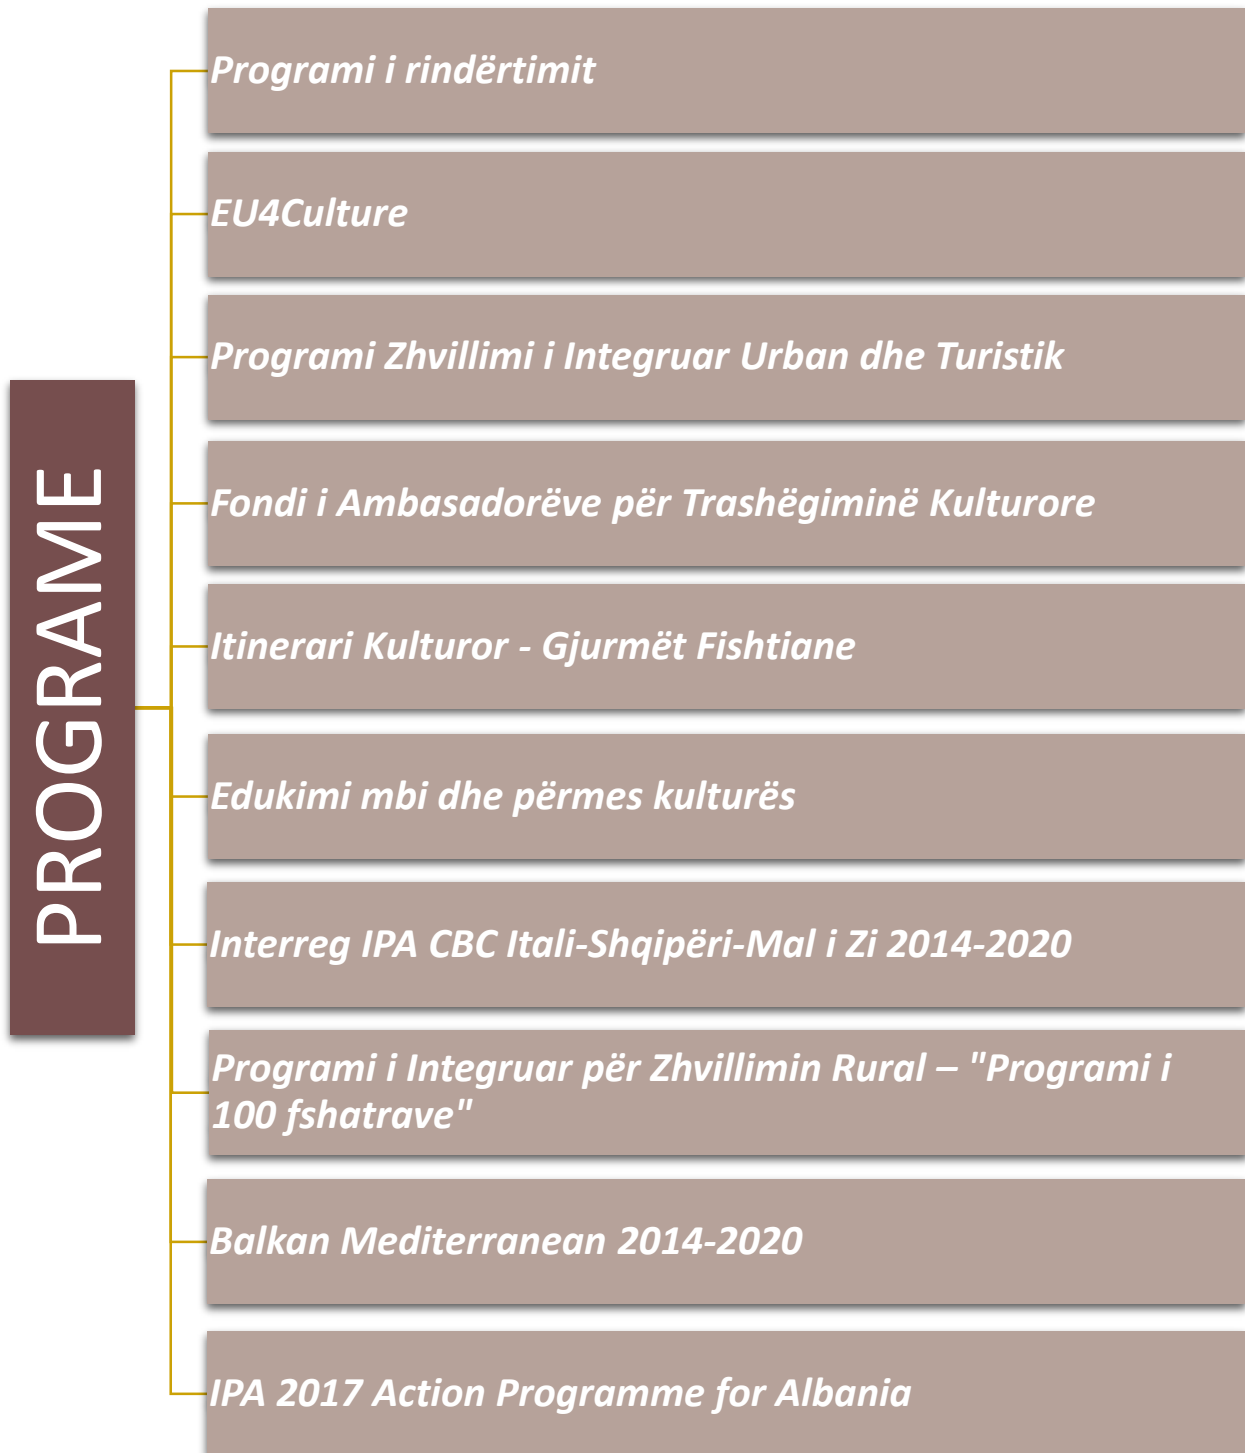 PROGRAME
Programi i rindërtimit
EU4Culture
Programi Zhvillimi i Integruar Urban dhe Turistik
Fondi i Ambasadorëve për Trashëgiminë Kulturore
Itinerari Kulturor - Gjurmët Fishtiane
Edukimi mbi dhe përmes kulturës
Interreg IPA CBC Itali-Shqipëri-Mal i Zi 2014-2020
Programi i Integruar për Zhvillimin Rural – "Programi i
100 fshatrave"
Balkan Mediterranean 2014-2020
IPA 2017 Action Programme for Albania